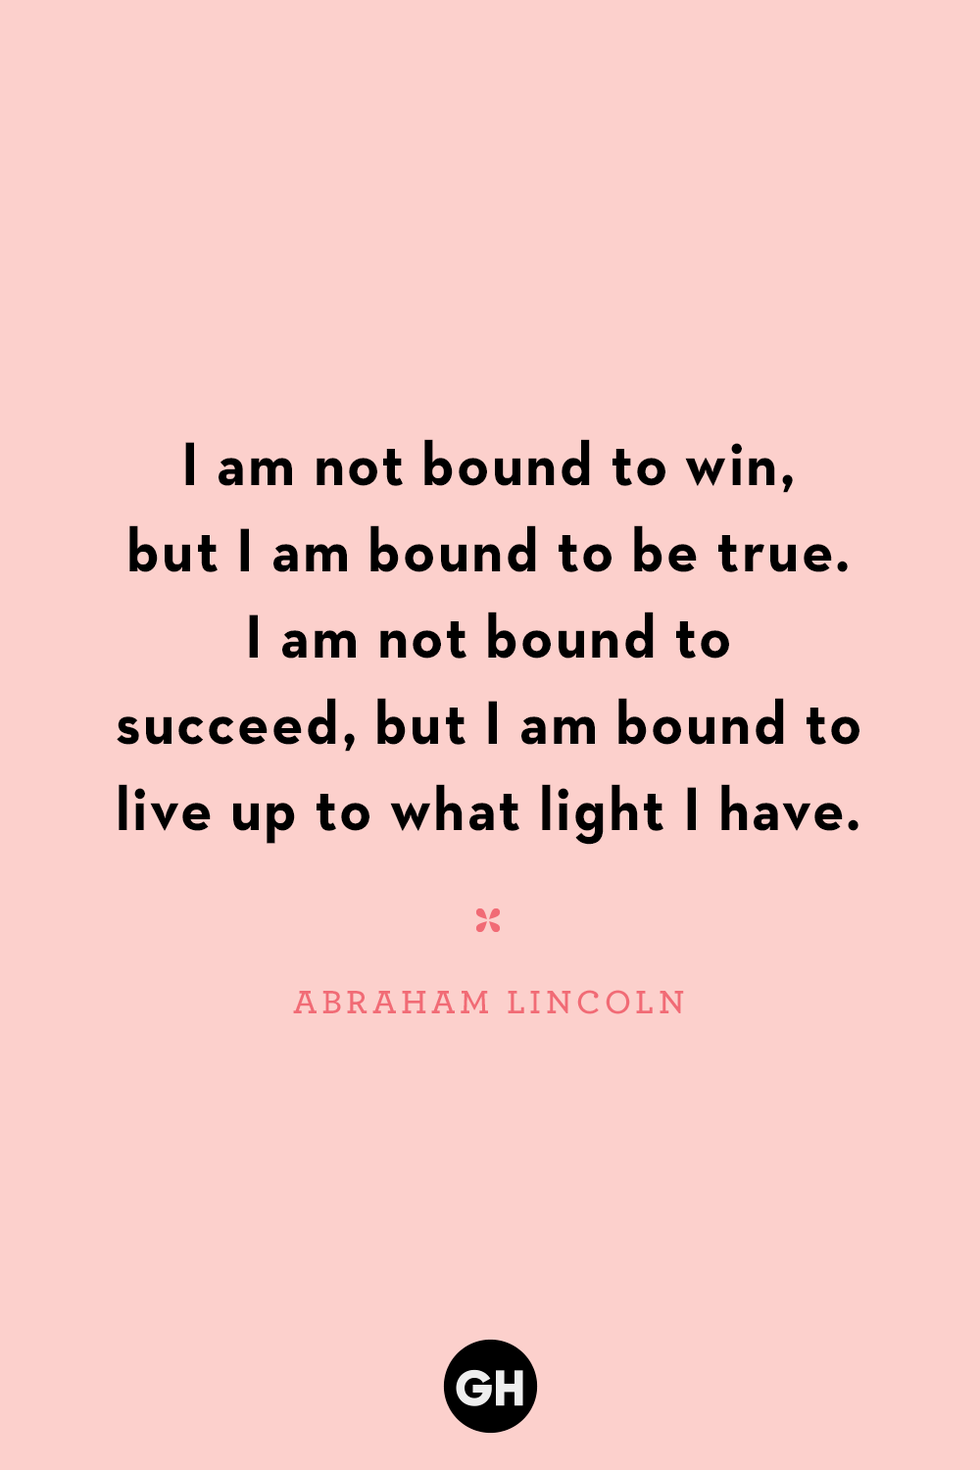 I am not bound to win,
but I am bound to be true.
I am not bound to
succeed, but I am bound to
live up to what light I have.
ABRAHAM LINCOLN
GH